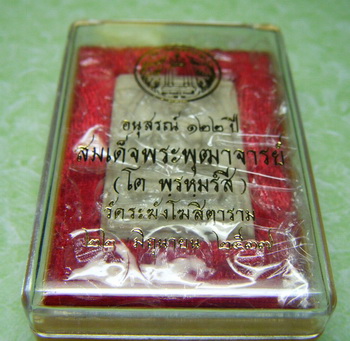 อนุสรณ์ ๑๒๒ ปี
สมเด็จพระพุฒาจารย์
(โต พรหมรังสี)
วัดระฆังโฆสิตาราม
๒๒ มิถุนายน ๒๕๓๗